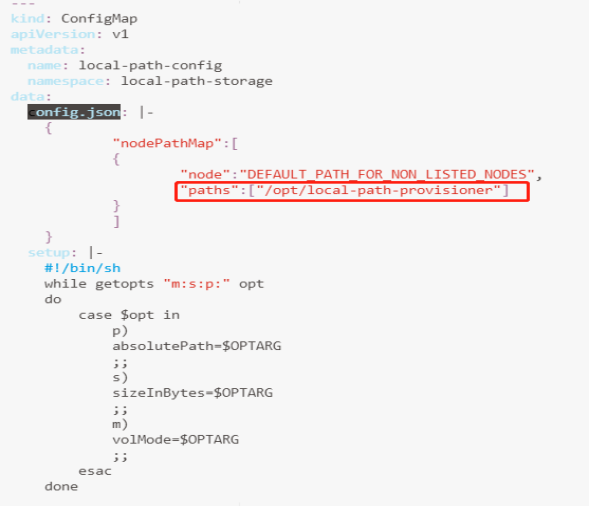 ---
kind: ConfigMap
apiVersion: v1
metadata:
  name: local-path-config
  namespace: local-path-storage
data:
  config.json: |-
    {
            "nodePathMap":[
            {
                    "node":"DEFAULT_PATH_FOR_NON_LISTED_NODES",
                    "paths":["/opt/local-path-provisioner"]
            }
            ]
    }
  setup: |-
    #!/bin/sh
    while getopts "m:s:p:" opt
    do
        case $opt in
            p)
            absolutePath=$OPTARG
            ;;
            s)
            sizeInBytes=$OPTARG
            ;;
            m)
            volMode=$OPTARG
            ;;
        esac
    done